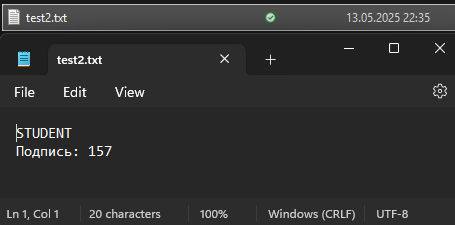 test2.txt 13.05.2025 22:35
test2.txt
File Edit View
STUDENT
Подпись: 157
Ln 1, Col 1 20 characters 100% Windows (CRLF) UTF-8